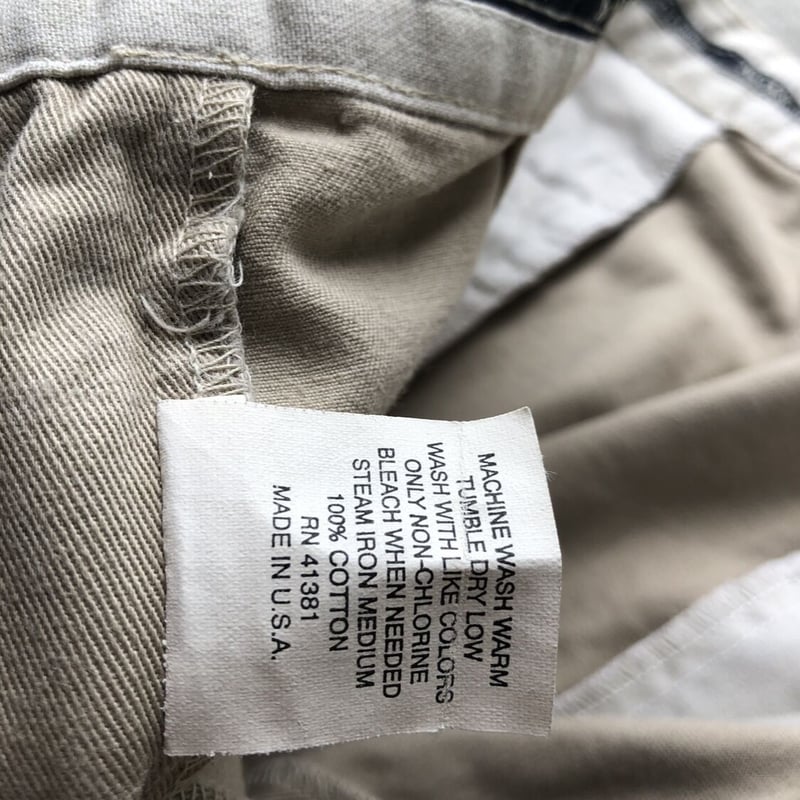 MACHINE WASH WARM
TUMBLE DRY LOW
WASH WITH LIKE COLORS
ONLY NON-CHLORINE
BLEACH WHEN NEEDED
STEAM IRON MEDIUM
100% COTTON
RN 41381
MADE IN U.S.A.